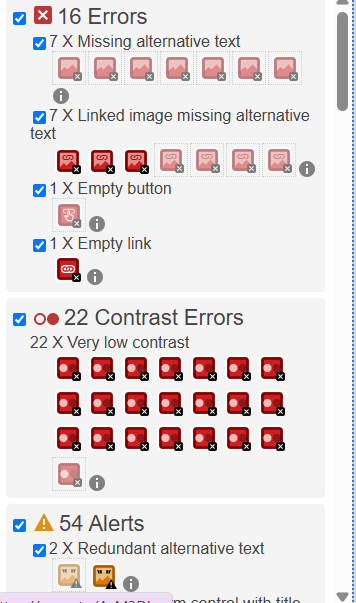 16 Errors
7 X Missing alternative text
7 X Linked image missing alternative
text
1 X Empty button
1 X Empty link
22 Contrast Errors
22 X Very low contrast
54 Alerts
2 X Redundant alternative text
control with title